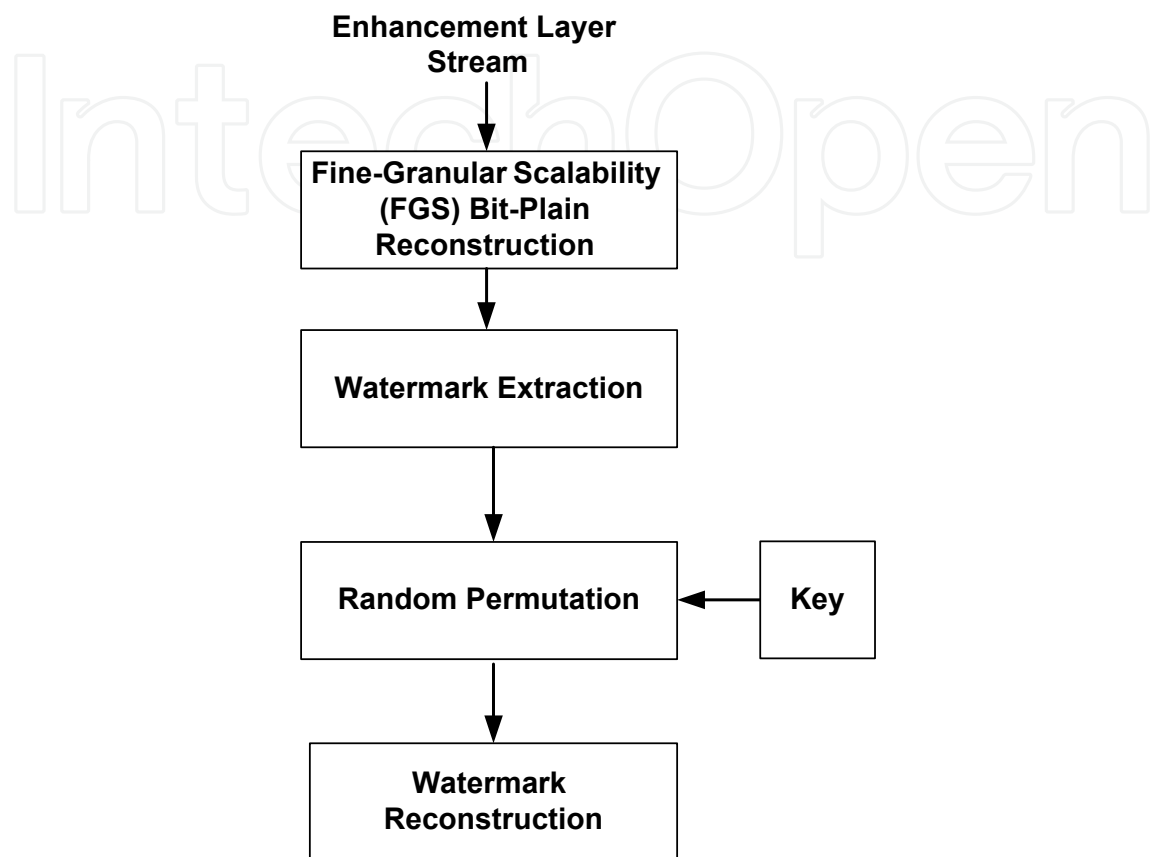 IntechOpen
Enhancement Layer
Stream
Fine-Granular Scalability
(FGS) Bit-Plain
Reconstruction
Watermark Extraction
Random Permutation
Key
Watermark
Reconstruction